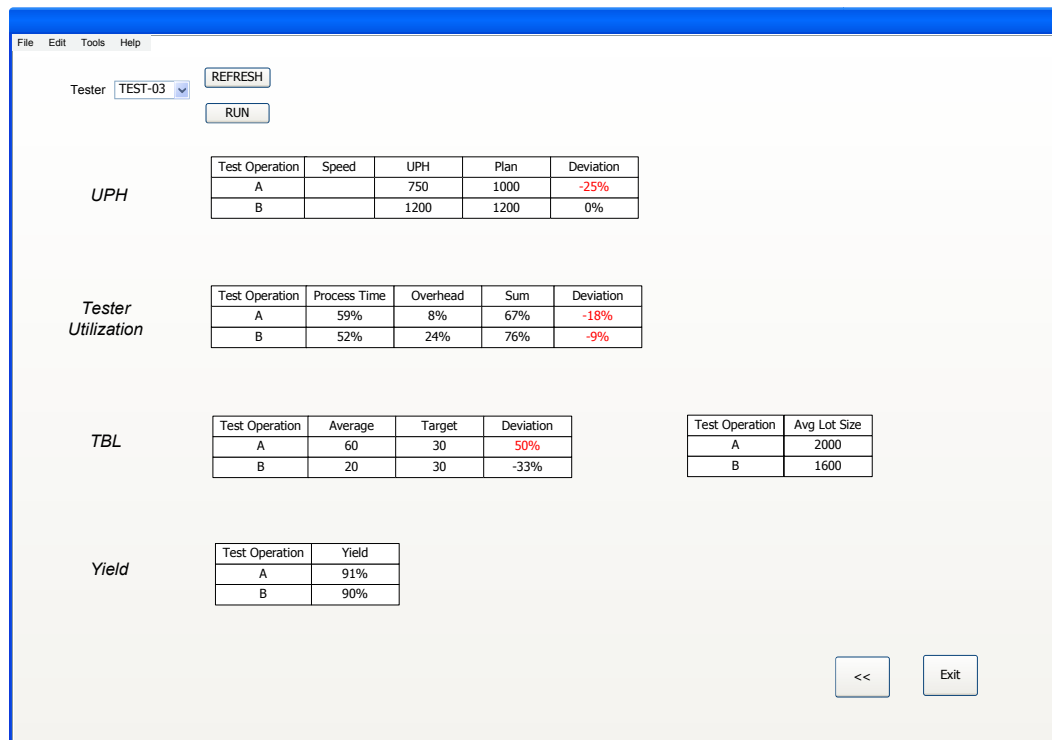 File Edit Tools Help
Tester TEST-03 REFRESH
RUN
UPH
Test Operation Speed UPH Plan Deviation
A 750 1000 -25%
B 1200 1200 0%
Tester
Utilization
Test Operation Process Time Overhead Sum Deviation
A 59% 8% 67% -18%
B 52% 24% 76% -9%
TBL
Test Operation Average Target Deviation
A 60 30 50%
B 20 30 -33%
Test Operation Avg Lot Size
A 2000
B 1600
Yield
Test Operation Yield
A 91%
B 90%
<< Exit